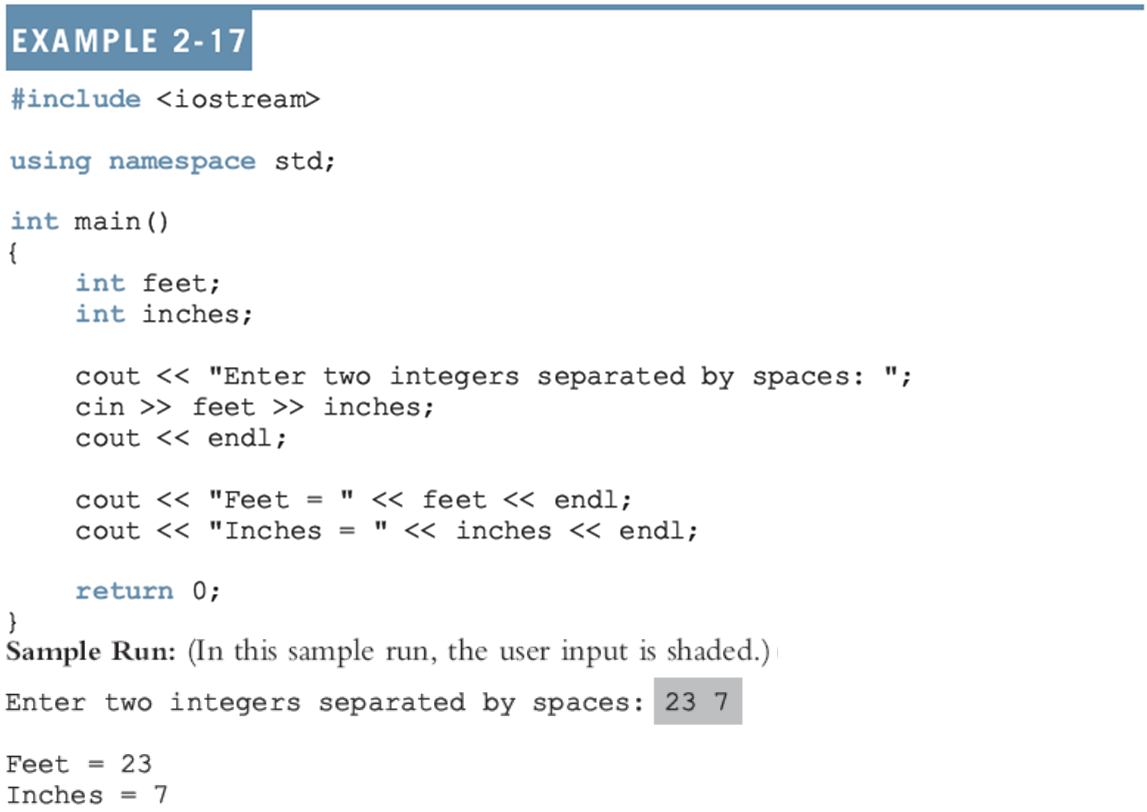 EXAMPLE 2-17
#include <iostream>
using namespace std;
int main()
{
int feet;
int inches;
cout << "Enter two integers separated by spaces: ";
cin >> feet >> inches;
cout << endl;
cout << "Feet = " << feet << endl;
cout << "Inches = " << inches << endl;
return 0;
}
Sample Run: (In this sample run, the user input is shaded.)
Enter two integers separated by spaces: 23 7
Feet = 23
Inches = 7